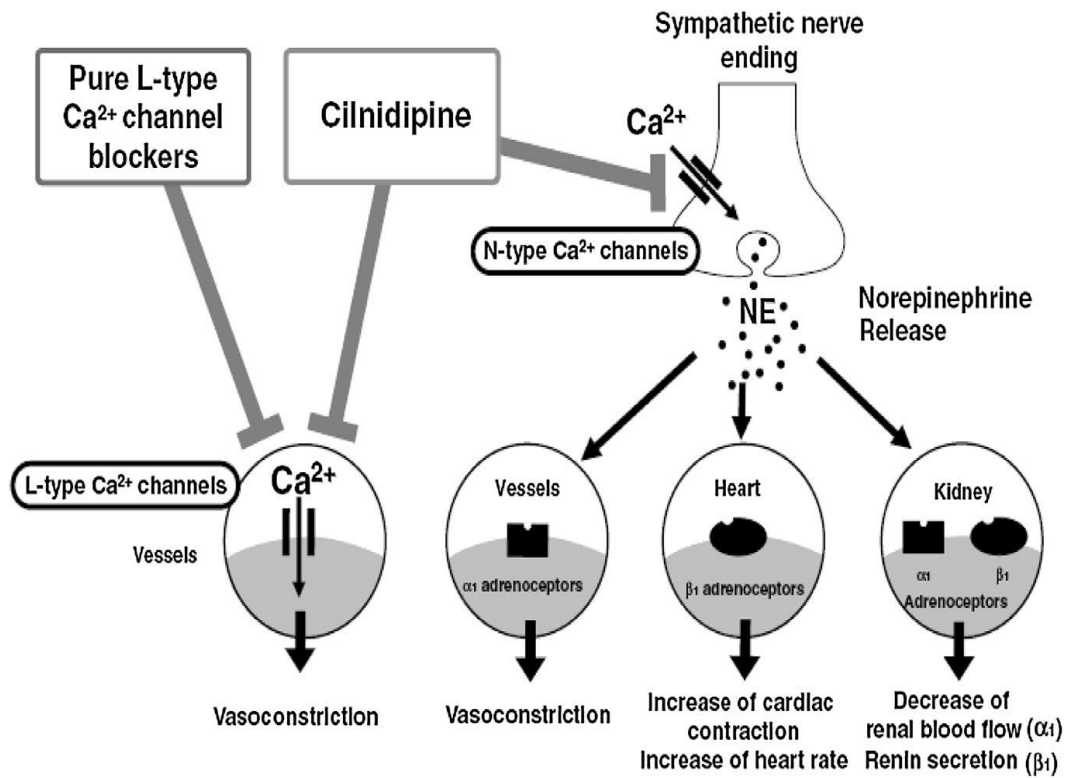 Pure L-type
Ca²⁺ channel
blockers
Cilnidipine
Sympathetic nerve
ending
Ca²⁺
N-type Ca²⁺ channels
NE
Norepinephrine
Release
L-type Ca²⁺ channels
Ca²⁺
Vessels
Vasoconstriction
Vessels
α₁ adrenoceptors
Vasoconstriction
Heart
β₁ adrenoceptors
Increase of cardiac
contraction
Increase of heart rate
Kidney
α₁ β₁
Adrenoceptors
Decrease of
renal blood flow (α₁)
Renin secretion (β₁)